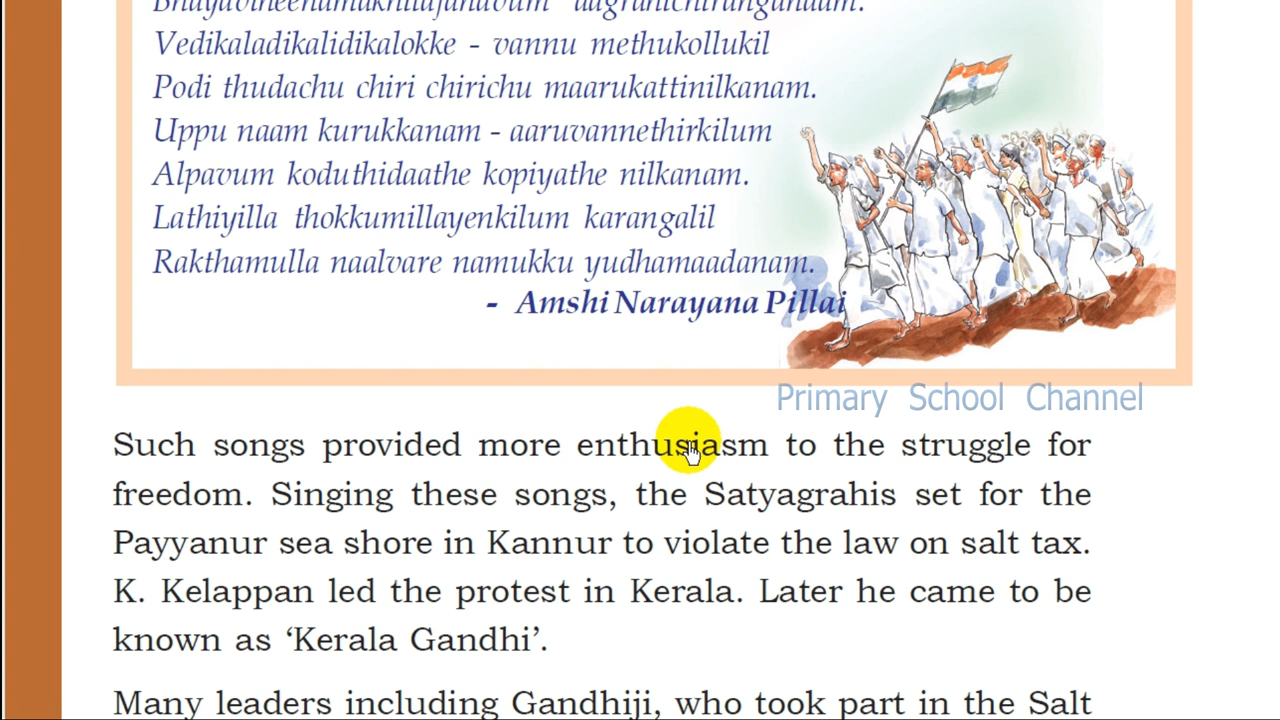 Vedikaladikalidikalokke - vannu methukollukil
Podi thudachu chiri chirichu maarukattinilkanam.
Uppu naam kurukkanam - aaruvannethirkilum
Alpavum koduthidaathe kopiyathe nilkanam.
Lathiyilla thokkumillayenkilum karangalil
Rakthamulla naalvare namukku yudhamaadanam.
- Amshi Narayana Pillai
Primary School Channel
Such songs provided more enthusiasm to the struggle for
freedom. Singing these songs, the Satyagrahis set for the
Payyanur sea shore in Kannur to violate the law on salt tax.
K. Kelappan led the protest in Kerala. Later he came to be
known as ‘Kerala Gandhi’.
Many leaders including Gandhiji, who took part in the Salt